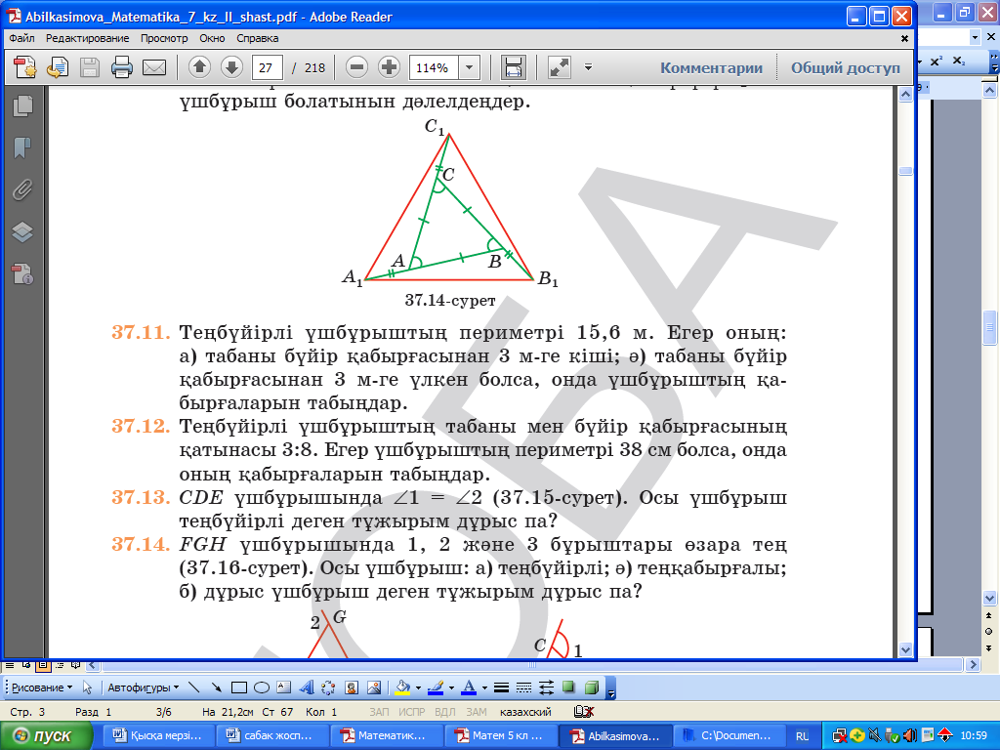 Abilkasimova_Matematika_7_kz_II_shast.pdf - Adobe Reader
Файл Редактирование Просмотр Окно Справка
27 / 218 114% Комментарии Общий доступ
үшбұрыш болатынын дәлелдеңдер.
C1
C
A B
A1 B1
37.14-сурет
37.11. Теңбүйірлі үшбұрыштың периметрі 15,6 м. Егер оның:
а) табаны бүйір қабырғасынан 3 м-ге кіші; ә) табаны бүйір
қабырғасынан 3 м-ге үлкен болса, онда үшбұрыштың қа-
бырғаларын табыңдар.
37.12. Теңбүйірлі үшбұрыштың табаны мен бүйір қабырғасының
қатынасы 3:8. Егер үшбұрыштың периметрі 38 см болса, онда
оның қабырғаларын табыңдар.
37.13. CDE үшбұрышында ∠1 = ∠2 (37.15-сурет). Осы үшбұрыш
теңбүйірлі деген тұжырым дұрыс па?
37.14. FGH үшбұрышында 1, 2 және 3 бұрыштары өзара тең
(37.16-сурет). Осы үшбұрыш: а) теңбүйірлі; ә) теңқабырғалы;
б) дұрыс үшбұрыш деген тұжырым дұрыс па?
2 G C 1
ОБА
Рисование Автофигуры
Стр. 3 Разд 1 3/6 На 21,2см Ст 67 Кол 1 ЗАП ИСПР ВДЛ ЗАМ казахский
пуск Қысқа мерзі... сабак жосп... Математик... Матем 5 кл ... Abilkasimova... C:\Documen... RU 10:59